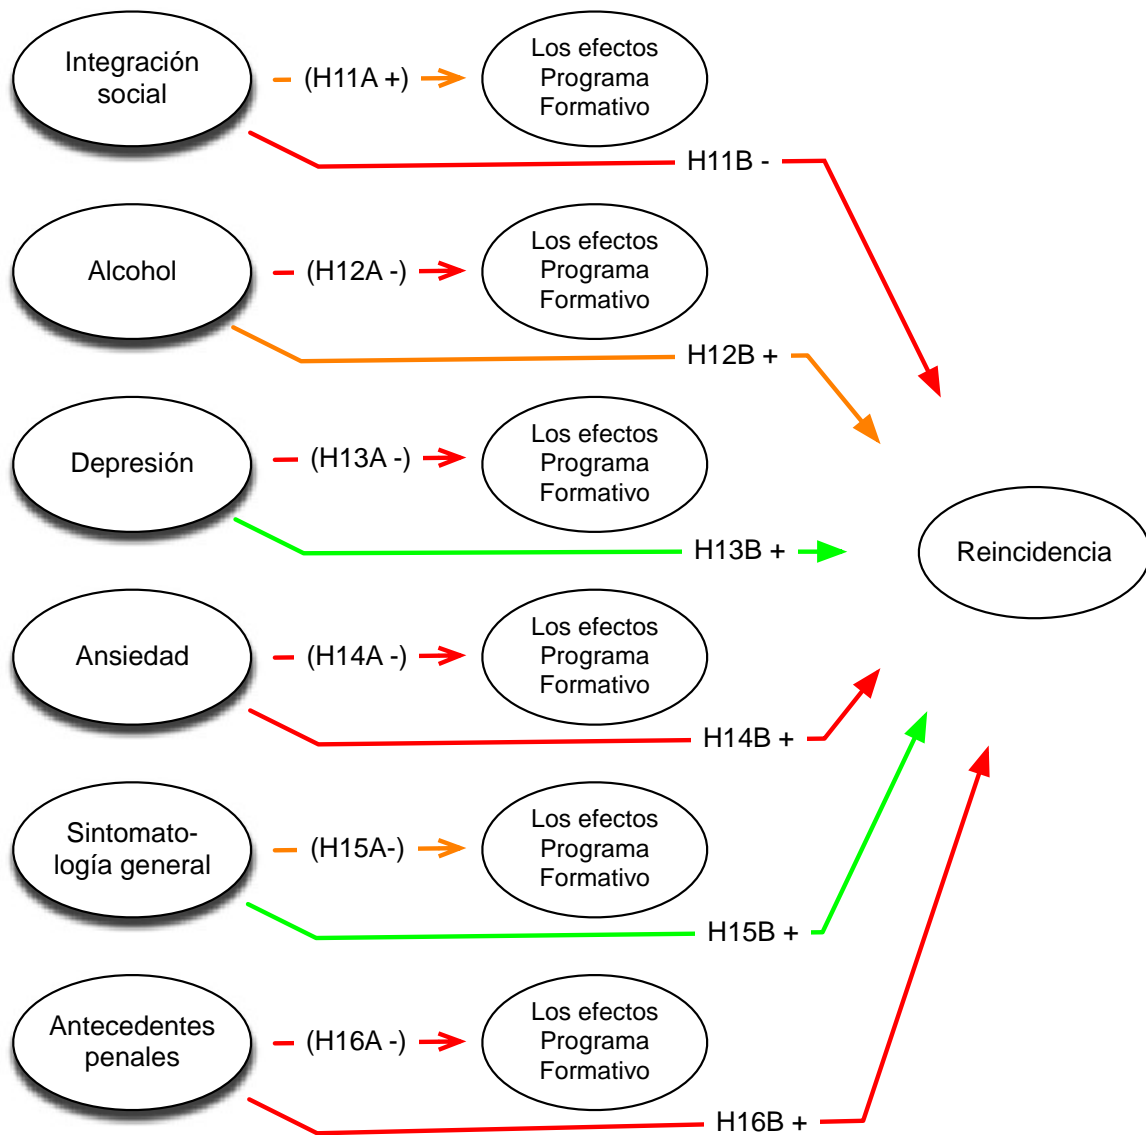 Integración
social
(H11A +)
Los efectos
Programa
Formativo
H11B -
Alcohol
(H12A -)
Los efectos
Programa
Formativo
H12B +
Depresión
(H13A -)
Los efectos
Programa
Formativo
H13B +
Reincidencia
Ansiedad
(H14A -)
Los efectos
Programa
Formativo
H14B +
Sintomato-
logía general
(H15A-)
Los efectos
Programa
Formativo
H15B +
Antecedentes
penales
(H16A -)
Los efectos
Programa
Formativo
H16B +